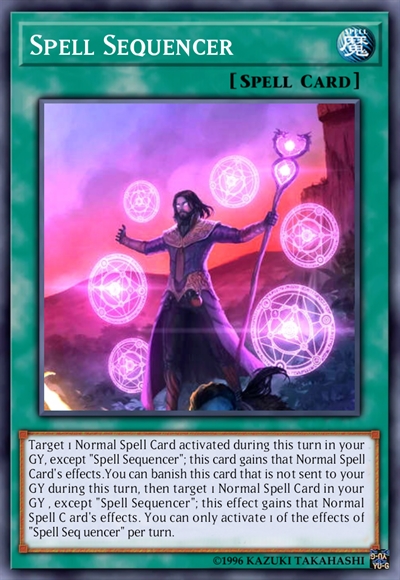 Spell Sequencer
魔
[Spell Card]
Target 1 Normal Spell Card activated during this turn in your
GY, except "Spell Sequencer"; this card gains that Normal Spell
Card's effects.You can banish this card that is not sent to your
GY during this turn, then target 1 Normal Spell Card in your
GY , except "Spell Sequencer"; this effect gains that Normal
Spell C ard's effects. You can only activate 1 of the effects of
"Spell Seq uencer" per turn.
©1996 KAZUKI TAKAHASHI